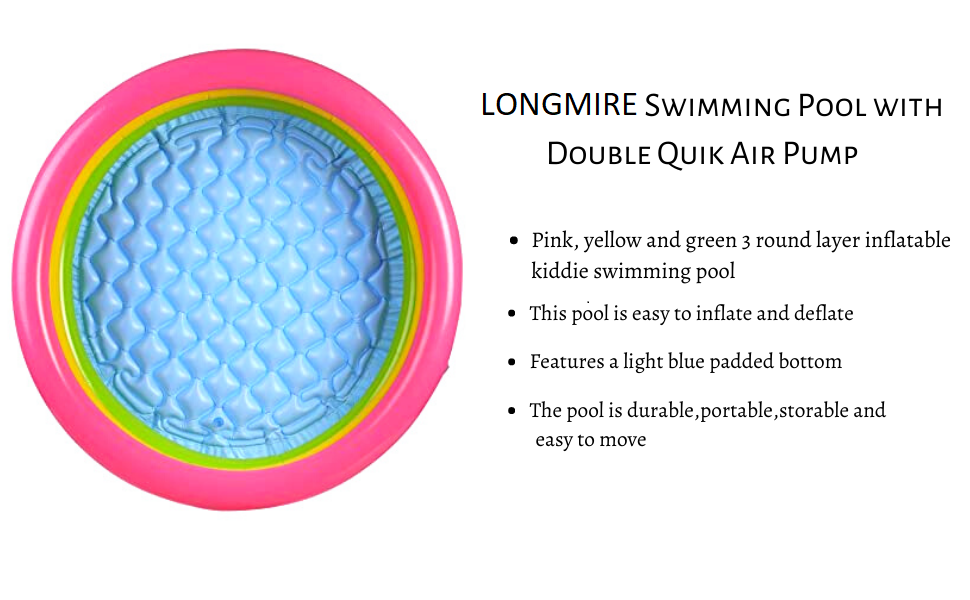 LONGMIRE Swimming Pool with
Double Quik Air Pump
• Pink, yellow and green 3 round layer inflatable
kiddie swimming pool
• This pool is easy to inflate and deflate
• Features a light blue padded bottom
• The pool is durable,portable,storable and
easy to move